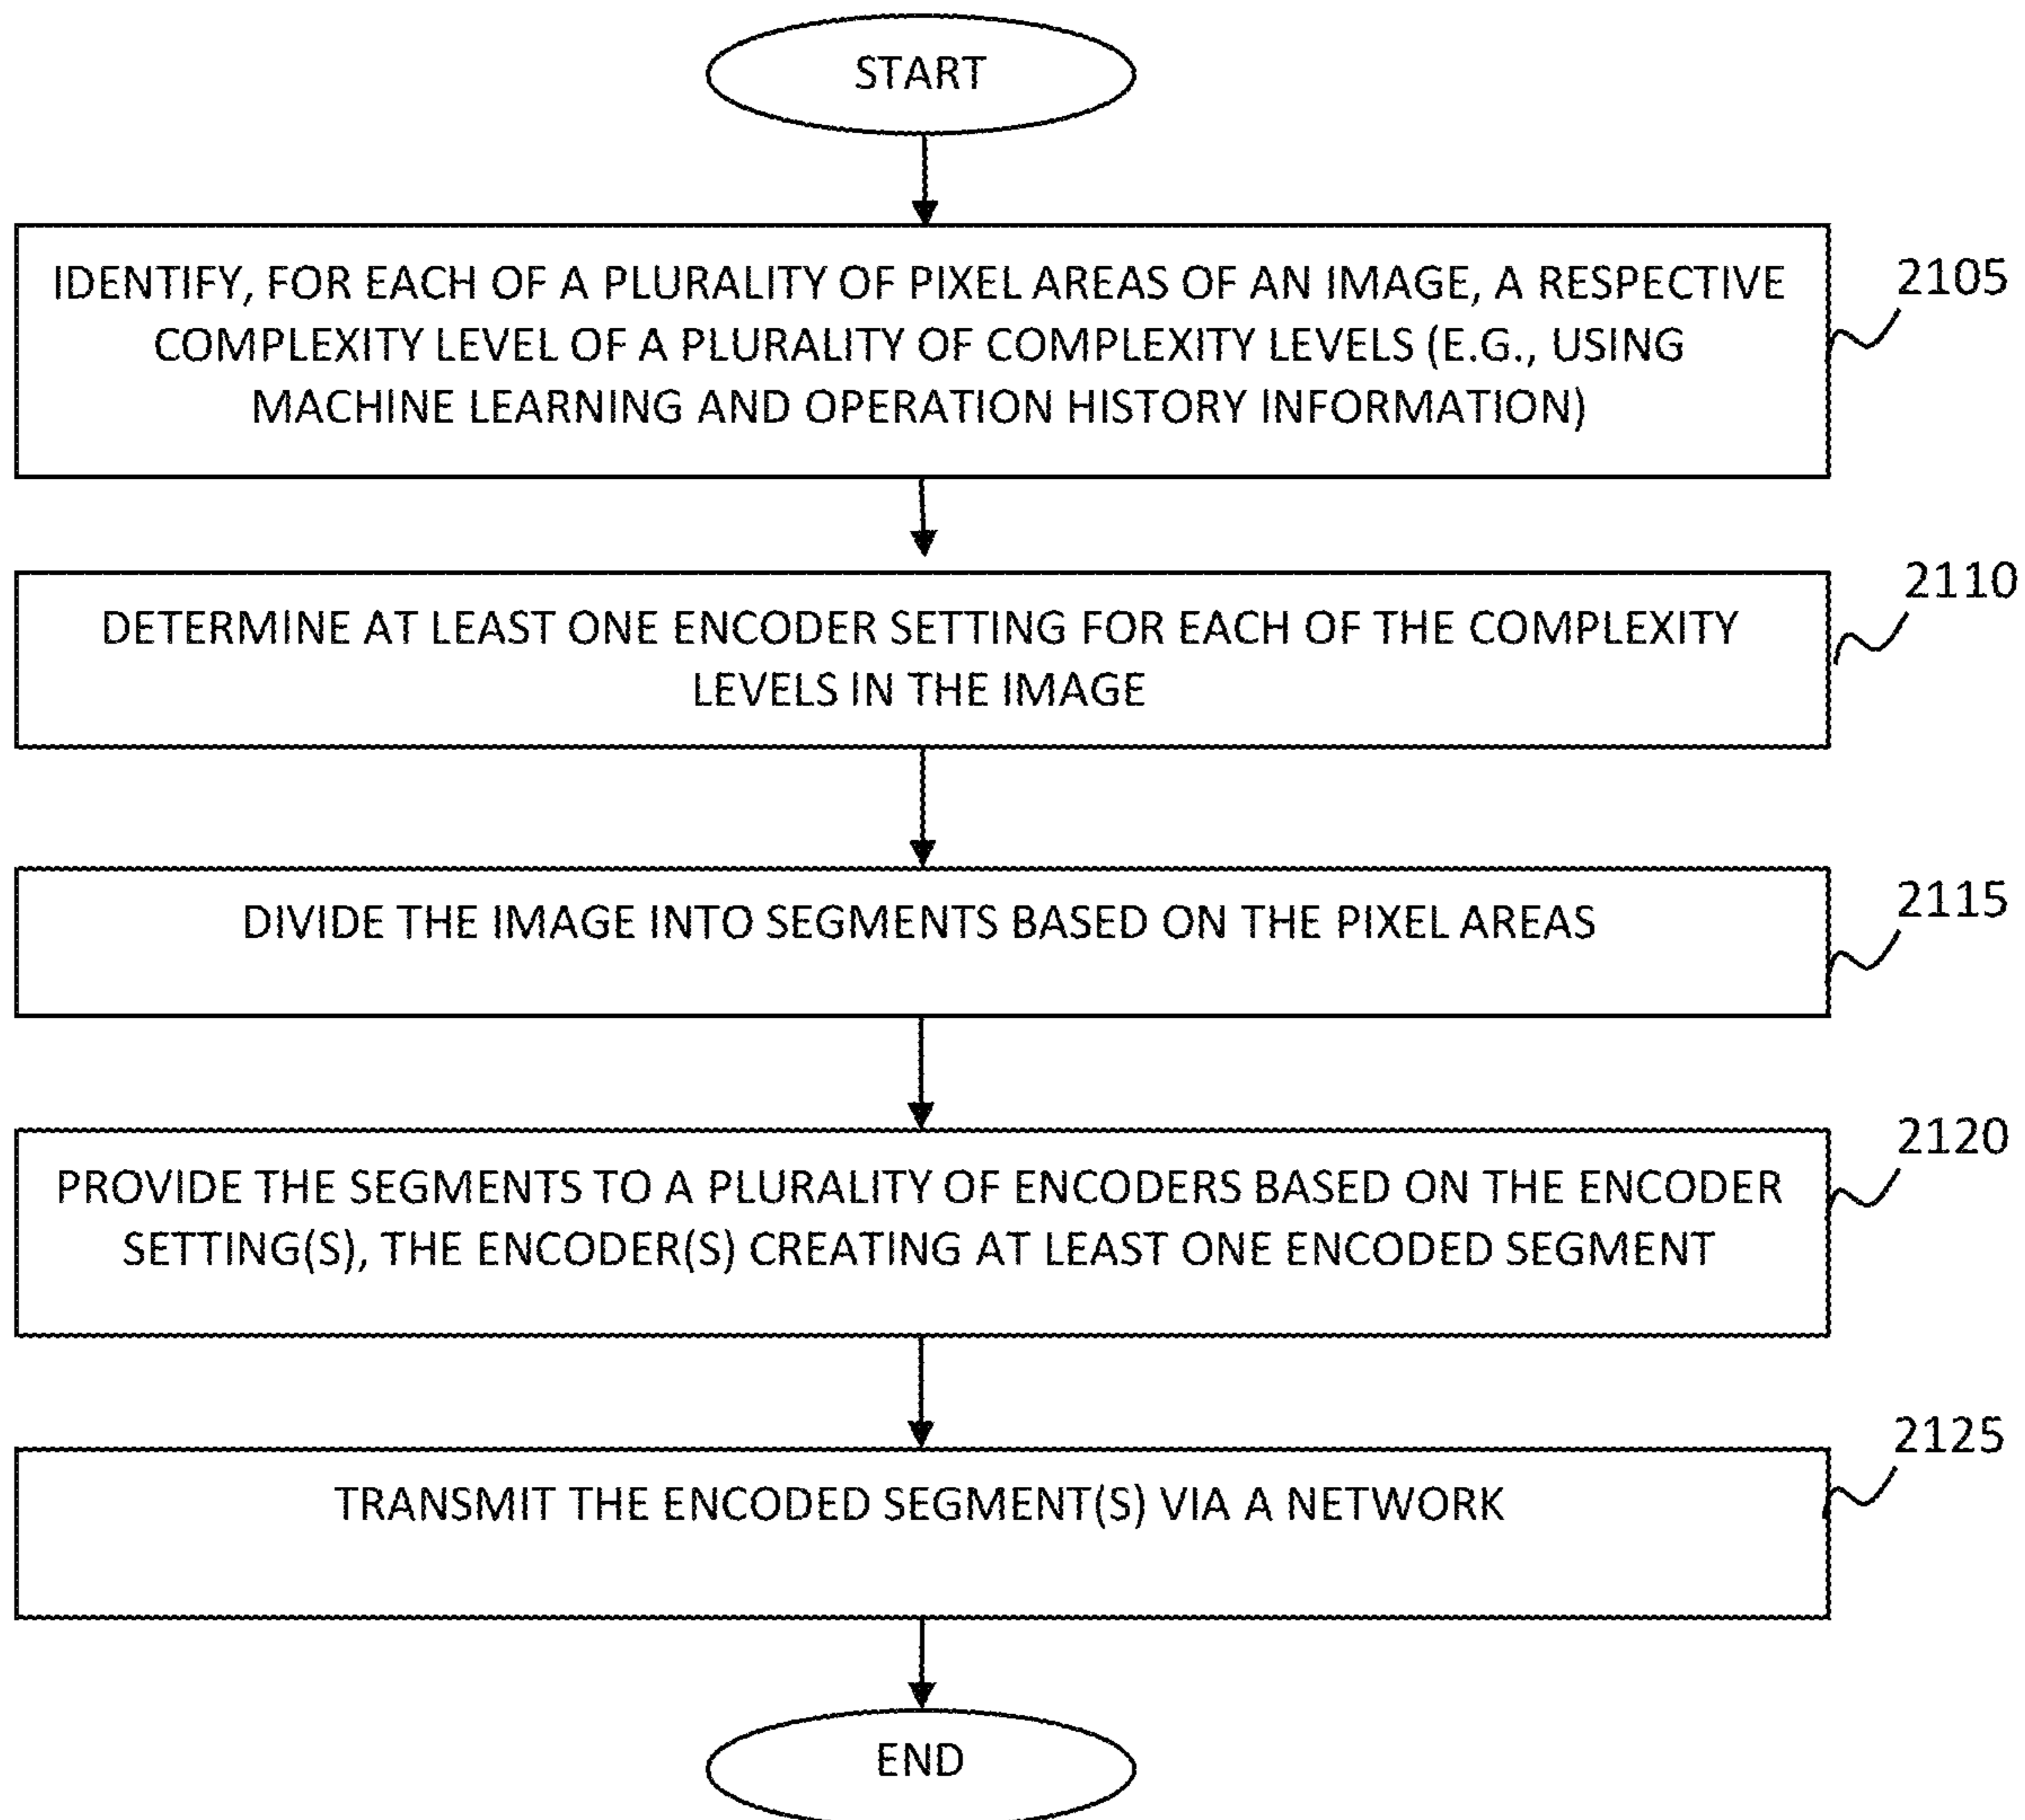 START
IDENTIFY, FOR EACH OF A PLURALITY OF PIXEL AREAS OF AN IMAGE, A RESPECTIVE
COMPLEXITY LEVEL OF A PLURALITY OF COMPLEXITY LEVELS (E.G., USING
MACHINE LEARNING AND OPERATION HISTORY INFORMATION)
2105
DETERMINE AT LEAST ONE ENCODER SETTING FOR EACH OF THE COMPLEXITY
LEVELS IN THE IMAGE
2110
DIVIDE THE IMAGE INTO SEGMENTS BASED ON THE PIXEL AREAS
2115
PROVIDE THE SEGMENTS TO A PLURALITY OF ENCODERS BASED ON THE ENCODER
SETTING(S), THE ENCODER(S) CREATING AT LEAST ONE ENCODED SEGMENT
2120
TRANSMIT THE ENCODED SEGMENT(S) VIA A NETWORK
2125
END